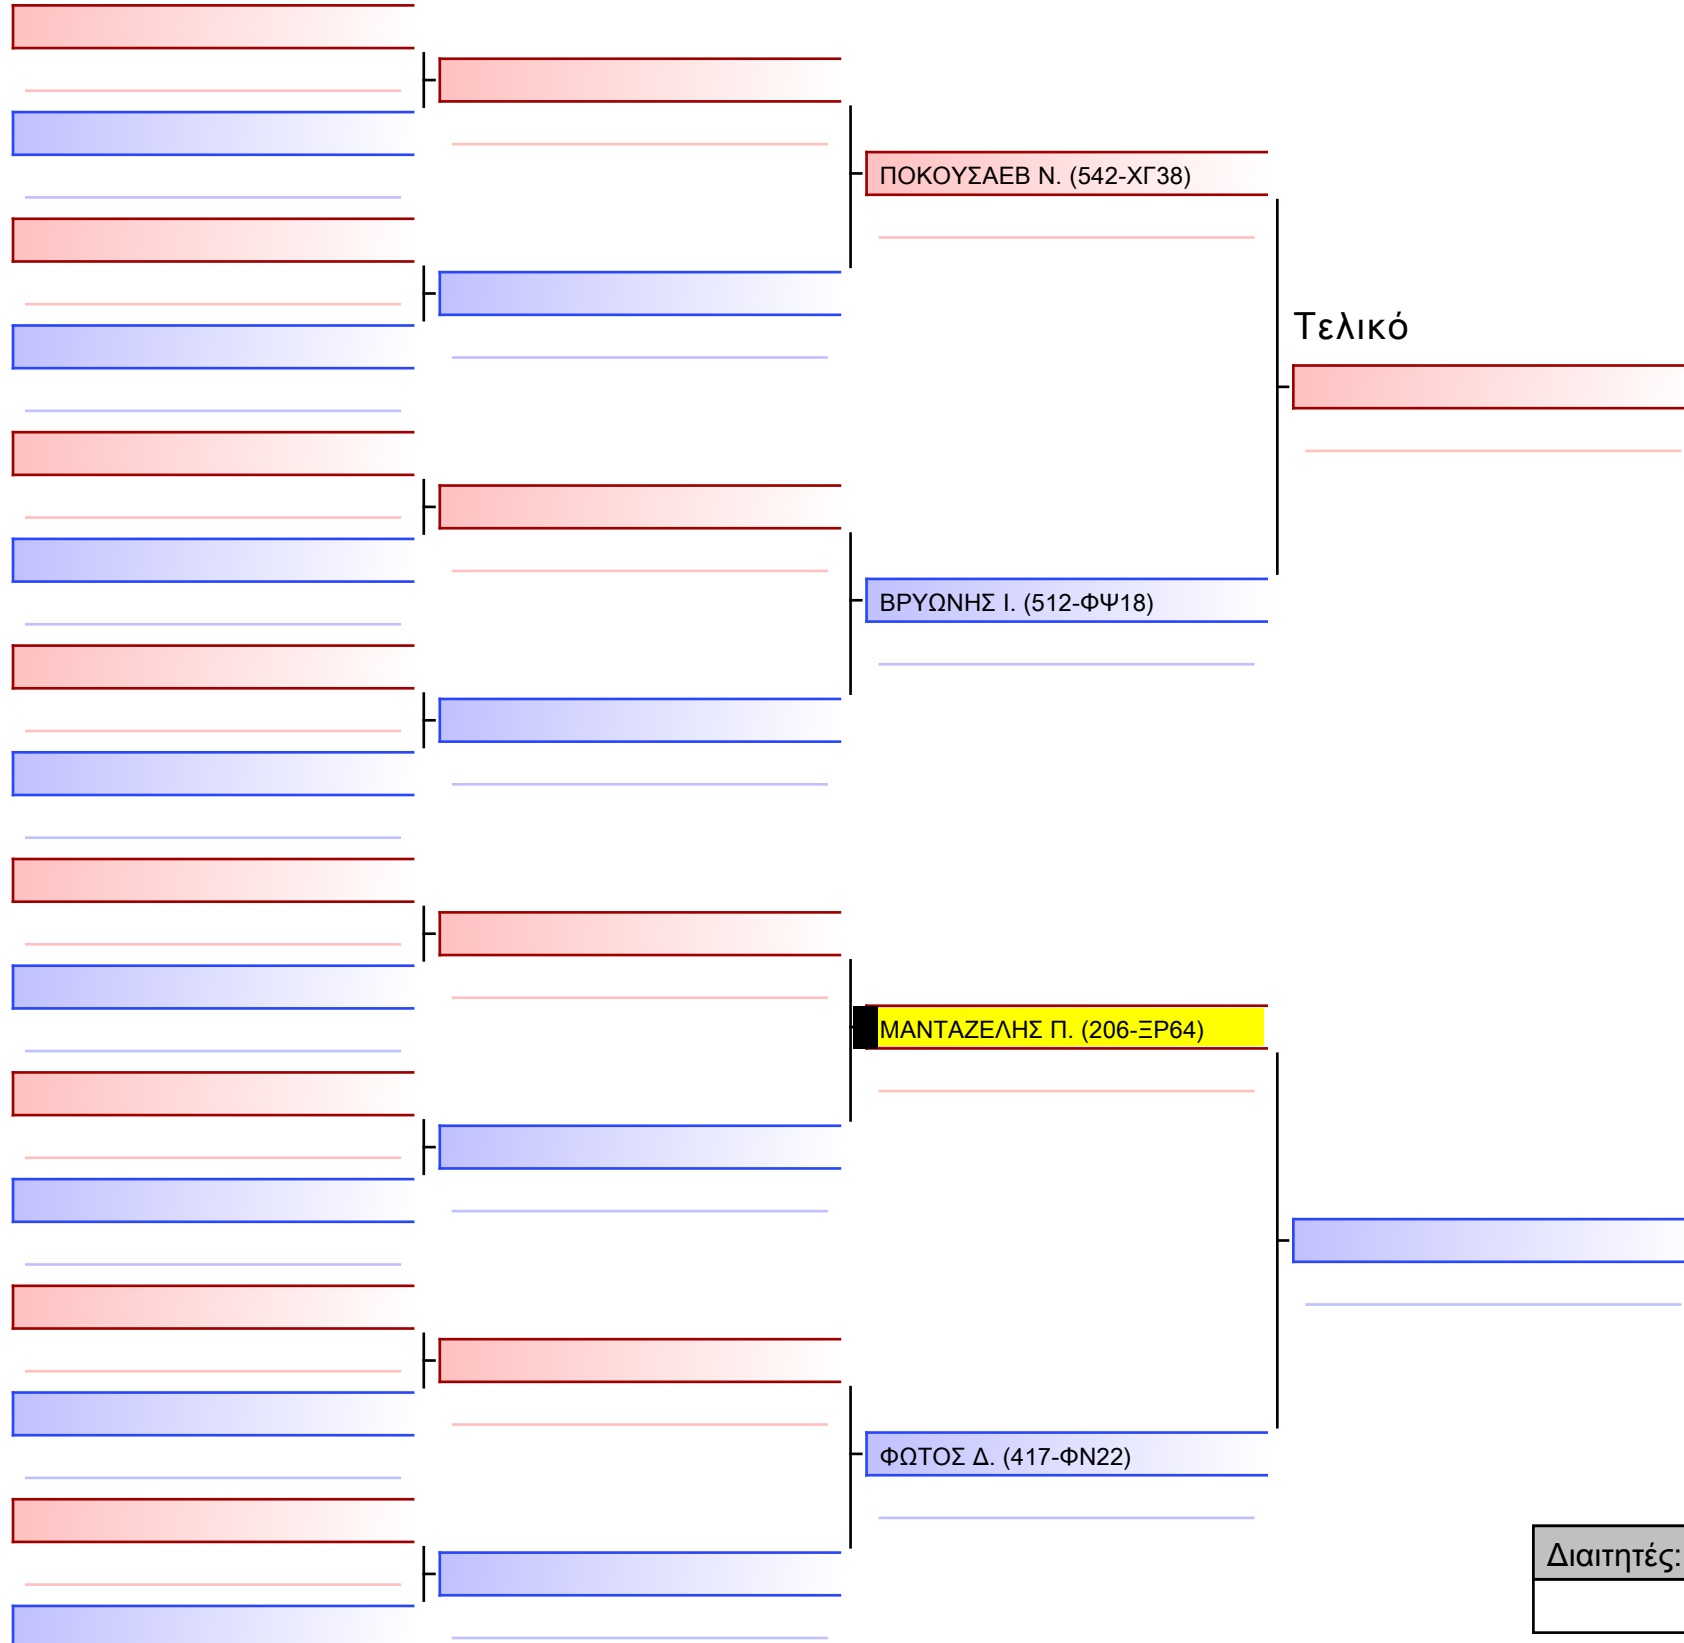 ΠΟΚΟΥΣΑΕΒ Ν. (542-ΧΓ38)
Τελικό
ΒΡΥΩΝΗΣ Ι. (512-ΦΨ18)
ΜΑΝΤΑΖΕΛΗΣ Π. (206-ΞΡ64)
ΦΩΤΟΣ Δ. (417-ΦΝ22)
Διαιτητές: